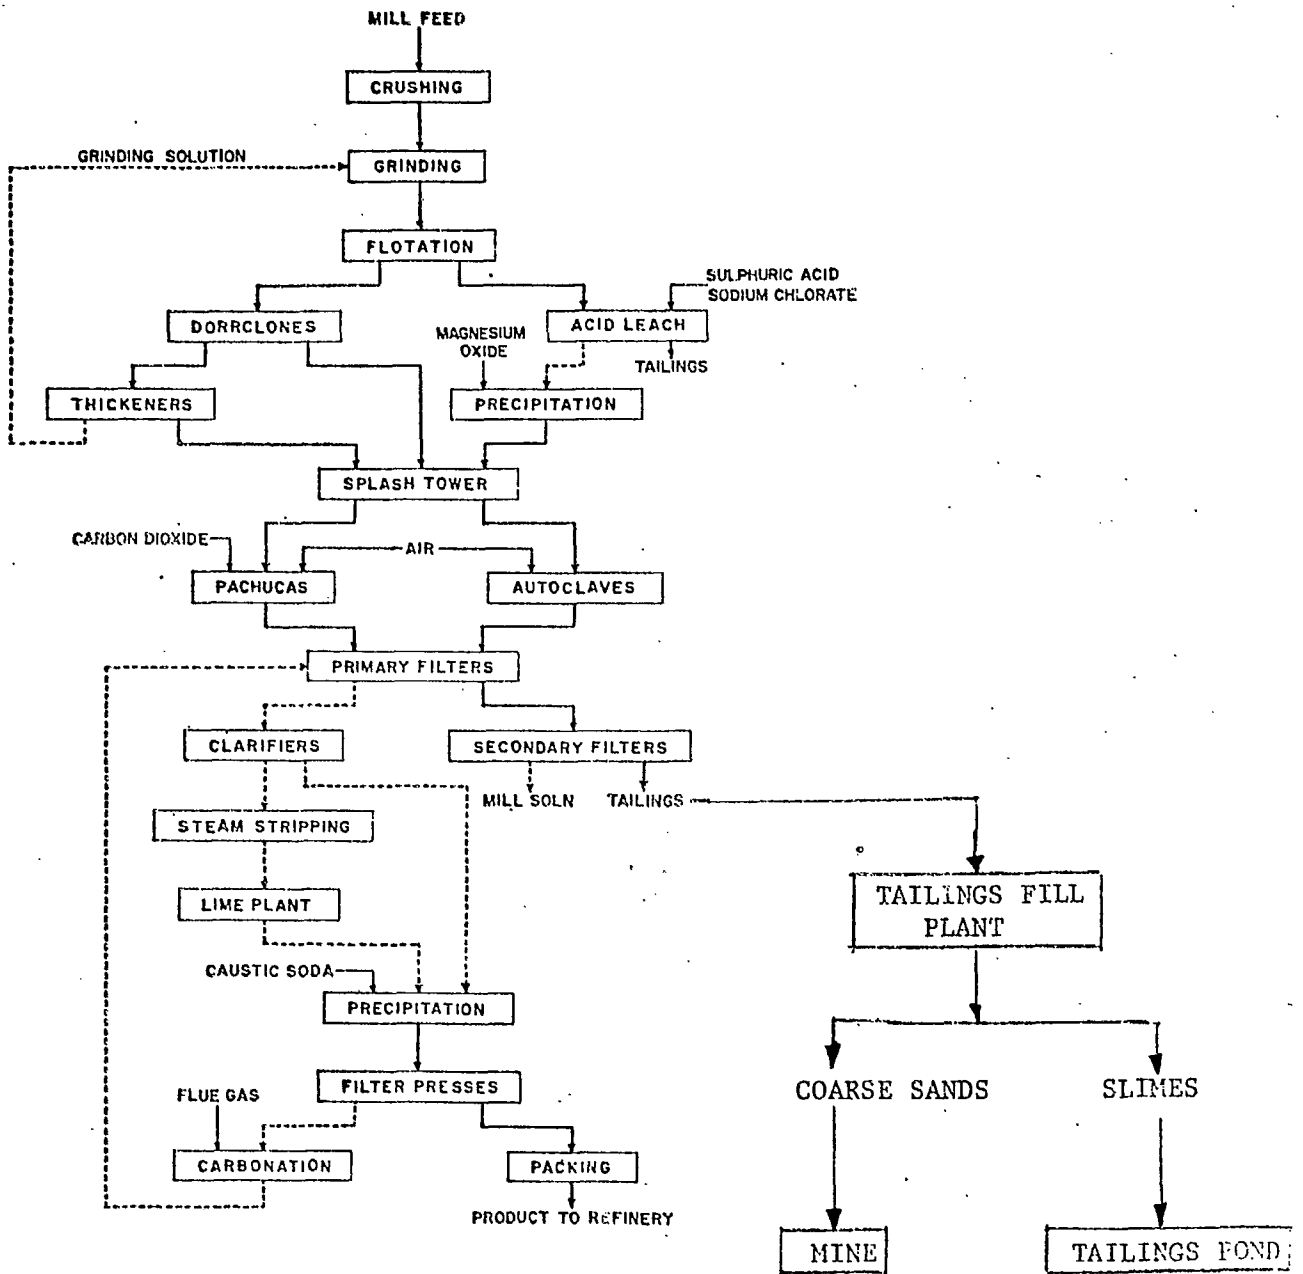 MILL FEED
CRUSHING
GRINDING SOLUTION
GRINDING
FLOTATION
SULPHURIC ACID
SODIUM CHLORATE
DORRCLONES
ACID LEACH
MAGNESIUM
OXIDE
TAILINGS
THICKENERS
PRECIPITATION
SPLASH TOWER
CARBON DIOXIDE
AIR
PACHUCAS
AUTOCLAVES
PRIMARY FILTERS
CLARIFIERS
SECONDARY FILTERS
MILL SOLN
TAILINGS
STEAM STRIPPING
LIME PLANT
TAILINGS FILL
PLANT
CAUSTIC SODA
PRECIPITATION
FILTER PRESSES
FLUE GAS
COARSE SANDS
SLIMES
CARBONATION
PACKING
PRODUCT TO REFINERY
MINE
TAILINGS POND